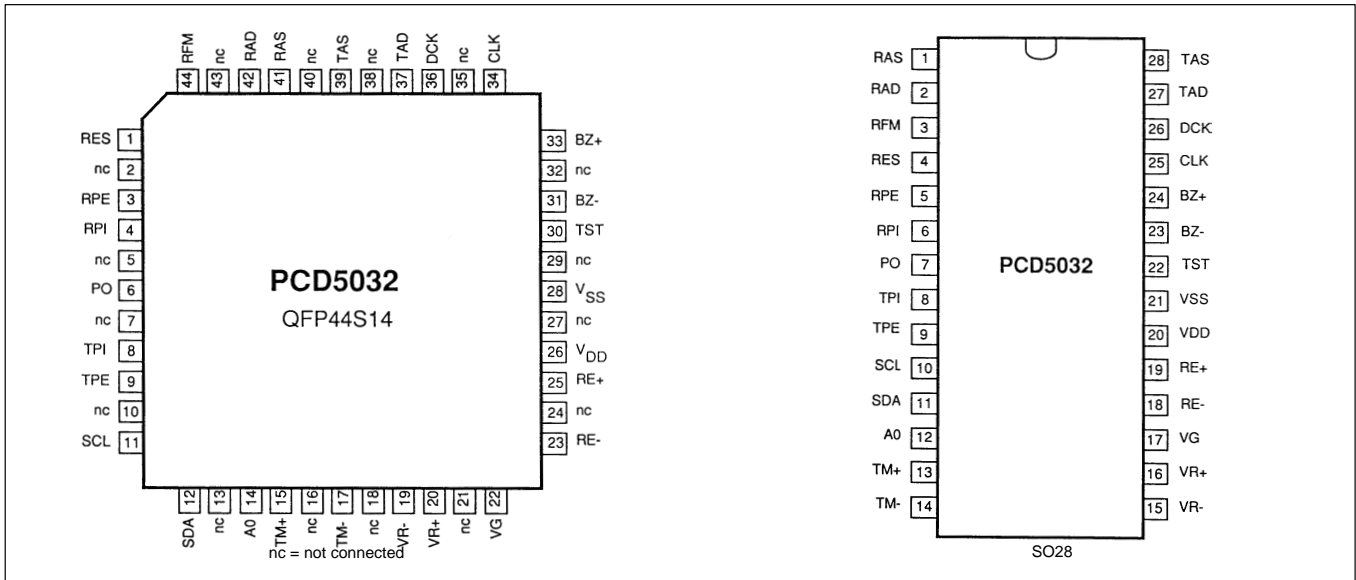 RFM nc RAD RAS nc TAS nc TAD DCK nc CLK
44 43 42 41 40 39 38 37 36 35 34
RES 1
nc 2
RPE 3
RPI 4
nc 5
PO 6
nc 7
TPI 8
TPE 9
nc 10
SCL 11
PCD5032
QFP44S14
33 BZ+
32 nc
31 BZ-
30 TST
29 nc
28 VSS
27 nc
26 VDD
25 RE+
24 nc
23 RE-
12 13 14 15 16 17 18 19 20 21 22
SDA nc A0 TM+ nc TM- nc VR- VR+ nc VG
nc = not connected
RAS 1
RAD 2
RFM 3
RES 4
RPE 5
RPI 6
PO 7
TPI 8
TPE 9
SCL 10
SDA 11
A0 12
TM+ 13
TM- 14
PCD5032
28 TAS
27 TAD
26 DCK
25 CLK
24 BZ+
23 BZ-
22 TST
21 VSS
20 VDD
19 RE+
18 RE-
17 VG
16 VR+
15 VR-
SO28